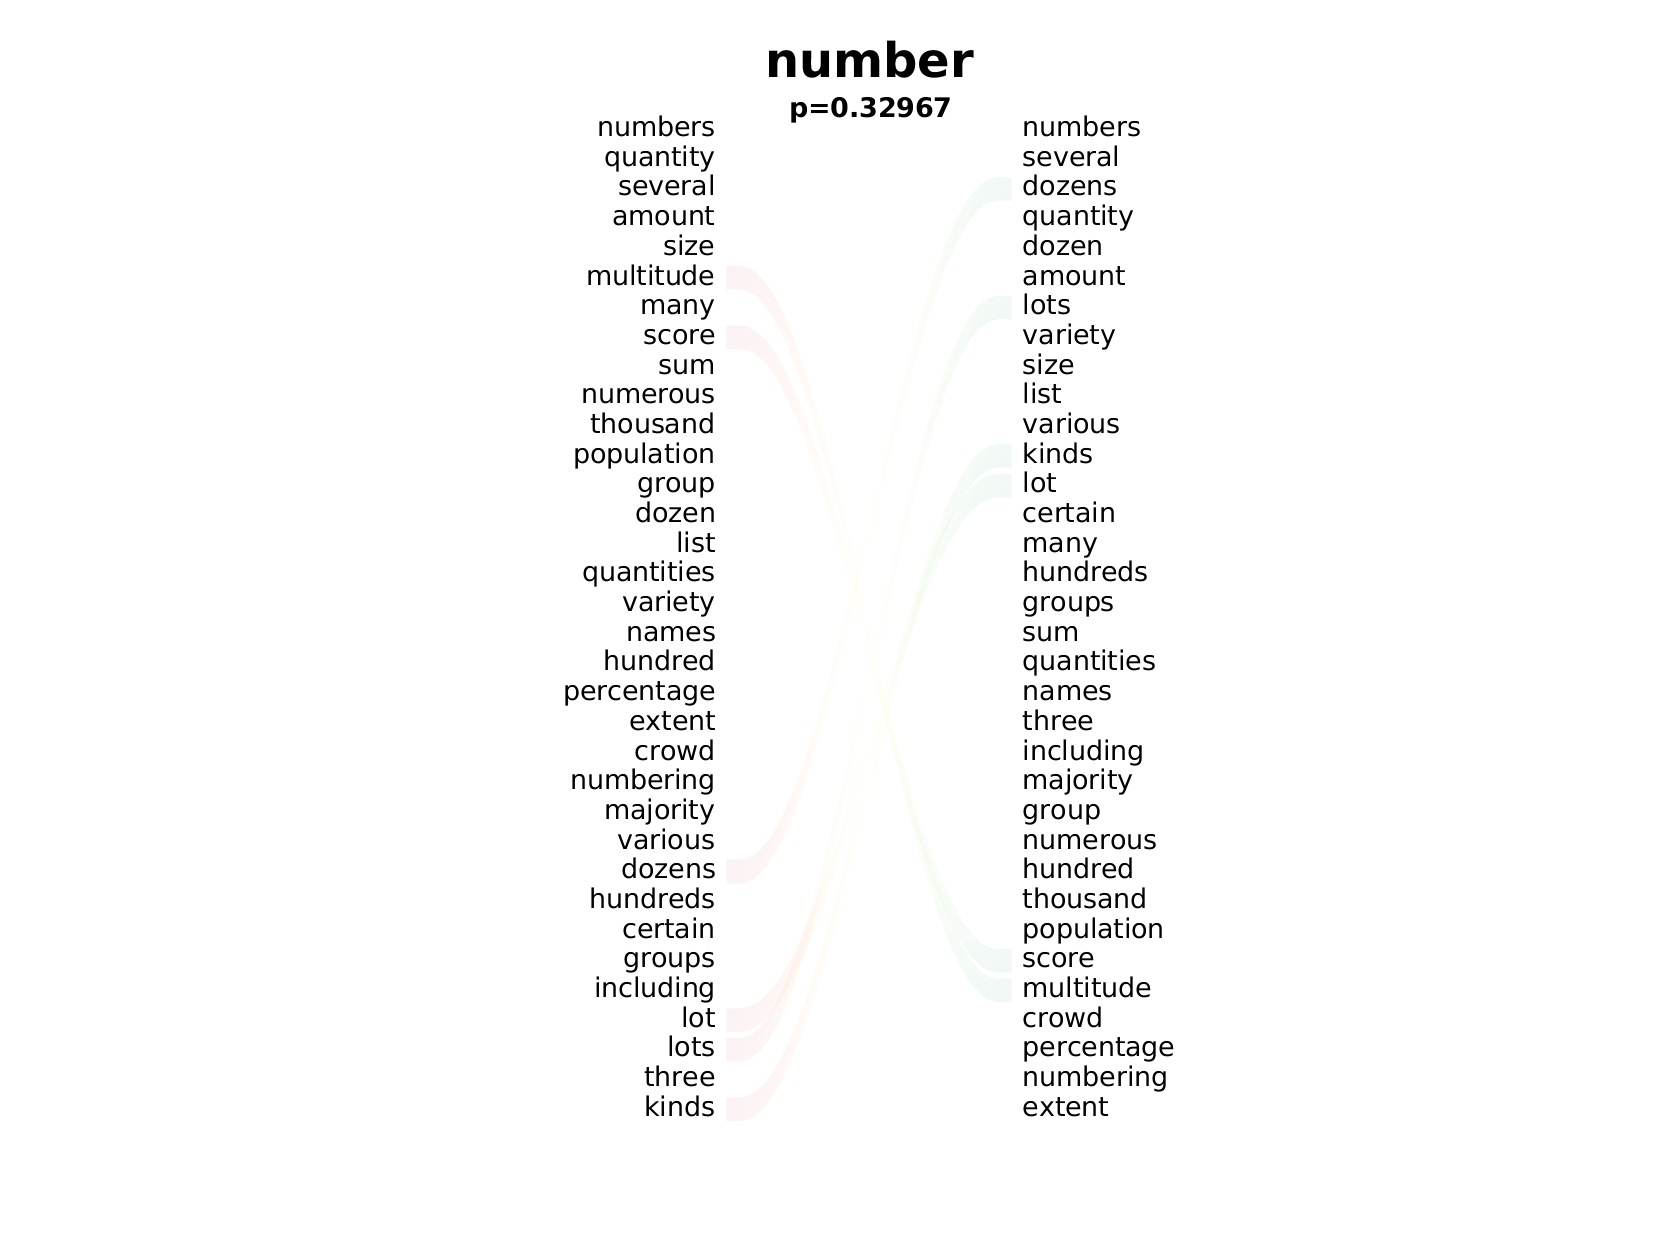 number
p=0.32967
numbers
quantity
several
amount
size
multitude
many
score
sum
numerous
thousand
population
group
dozen
list
quantities
variety
names
hundred
percentage
extent
crowd
numbering
majority
various
dozens
hundreds
certain
groups
including
lot
lots
three
kinds
numbers
several
dozens
quantity
dozen
amount
lots
variety
size
list
various
kinds
lot
certain
many
hundreds
groups
sum
quantities
names
three
including
majority
group
numerous
hundred
thousand
population
score
multitude
crowd
percentage
numbering
extent